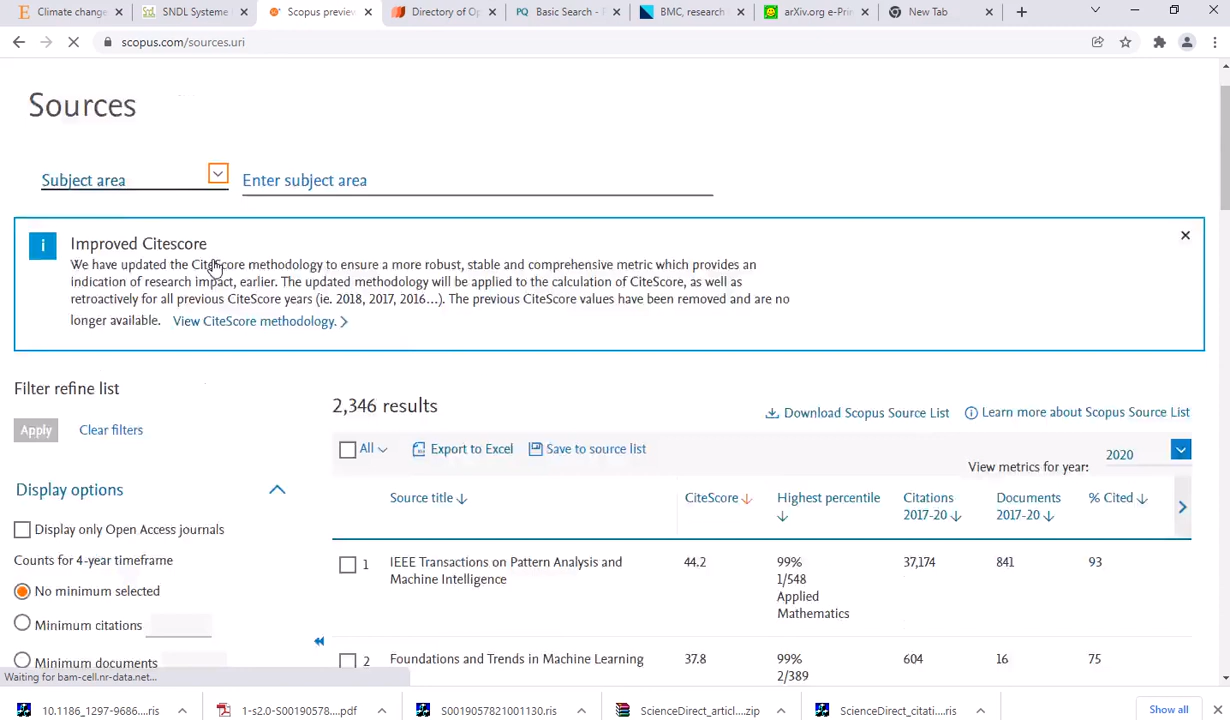 Climate change
SNDL Systeme
Scopus preview
Directory of Op
PQ Basic Search - P
BMC, research
arXiv.org e-Prin
New Tab
scopus.com/sources.uri
Sources
Subject area
Enter subject area
i
Improved Citescore
We have updated the CiteScore methodology to ensure a more robust, stable and comprehensive metric which provides an
indication of research impact, earlier. The updated methodology will be applied to the calculation of CiteScore, as well as
retroactively for all previous CiteScore years (ie. 2018, 2017, 2016…). The previous CiteScore values have been removed and are no
longer available. View CiteScore methodology.
Filter refine list
2,346 results
Download Scopus Source List
Learn more about Scopus Source List
Apply
Clear filters
All
Export to Excel
Save to source list
View metrics for year:
2020
Display options
Source title
CiteScore
Highest percentile
Citations
2017-20
Documents
2017-20
% Cited
Display only Open Access journals
Counts for 4-year timeframe
No minimum selected
Minimum citations
Minimum documents
1
IEEE Transactions on Pattern Analysis and
Machine Intelligence
44.2
99%
1/548
Applied
Mathematics
37,174
841
93
2
Foundations and Trends in Machine Learning
37.8
99%
2/389
604
16
75
Waiting for bam-cell.nr-data.net...
10.1186_1297-9686....ris
1-s2.0-S00190578....pdf
S0019057821001130.ris
ScienceDirect_articl....zip
ScienceDirect_citati....ris
Show all